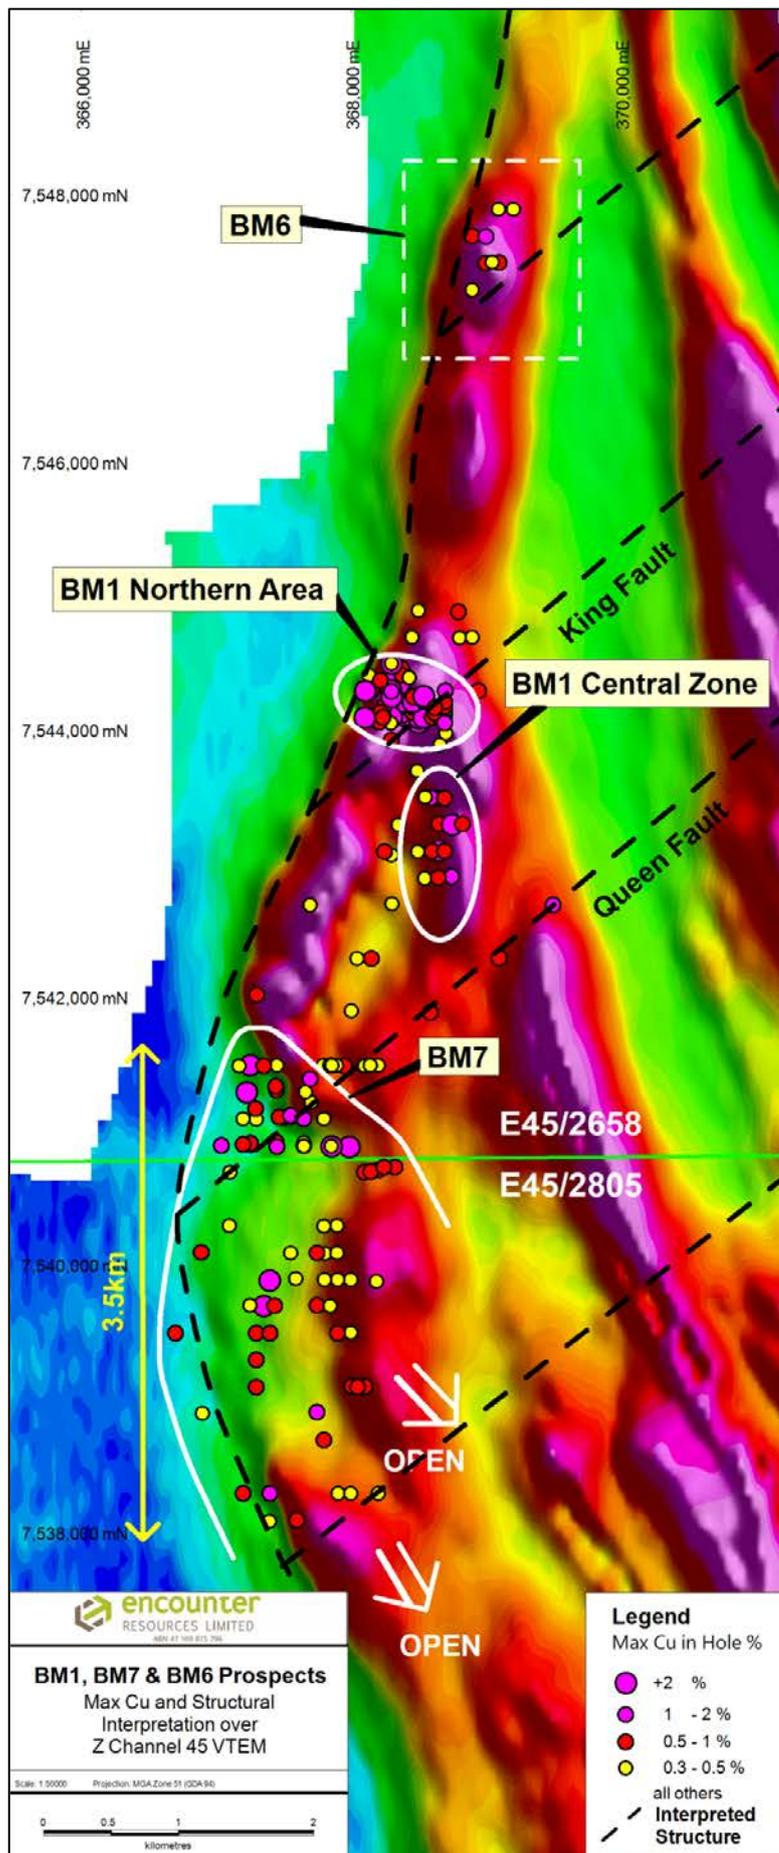 366,000 mE
368,000 mE
370,000 mE
7,548,000 mN
BM6
7,546,000 mN
King Fault
BM1 Northern Area
BM1 Central Zone
7,544,000 mN
Queen Fault
7,542,000 mN
BM7
E45/2658
E45/2805
7,540,000 mN
3.5km
OPEN
7,538,000 mN
OPEN
encounter
RESOURCES LIMITED
BM1, BM7 & BM6 Prospects
Max Cu and Structural
Interpretation over
Z Channel 45 VTEM
Scale: 1:50000 Projection: MGA Zone 51 (GDA 94)
0 0.5 1 2
kilometres
Legend
Max Cu in Hole %
+2 %
1 - 2 %
0.5 - 1 %
0.3 - 0.5 %
all others
Interpreted
Structure